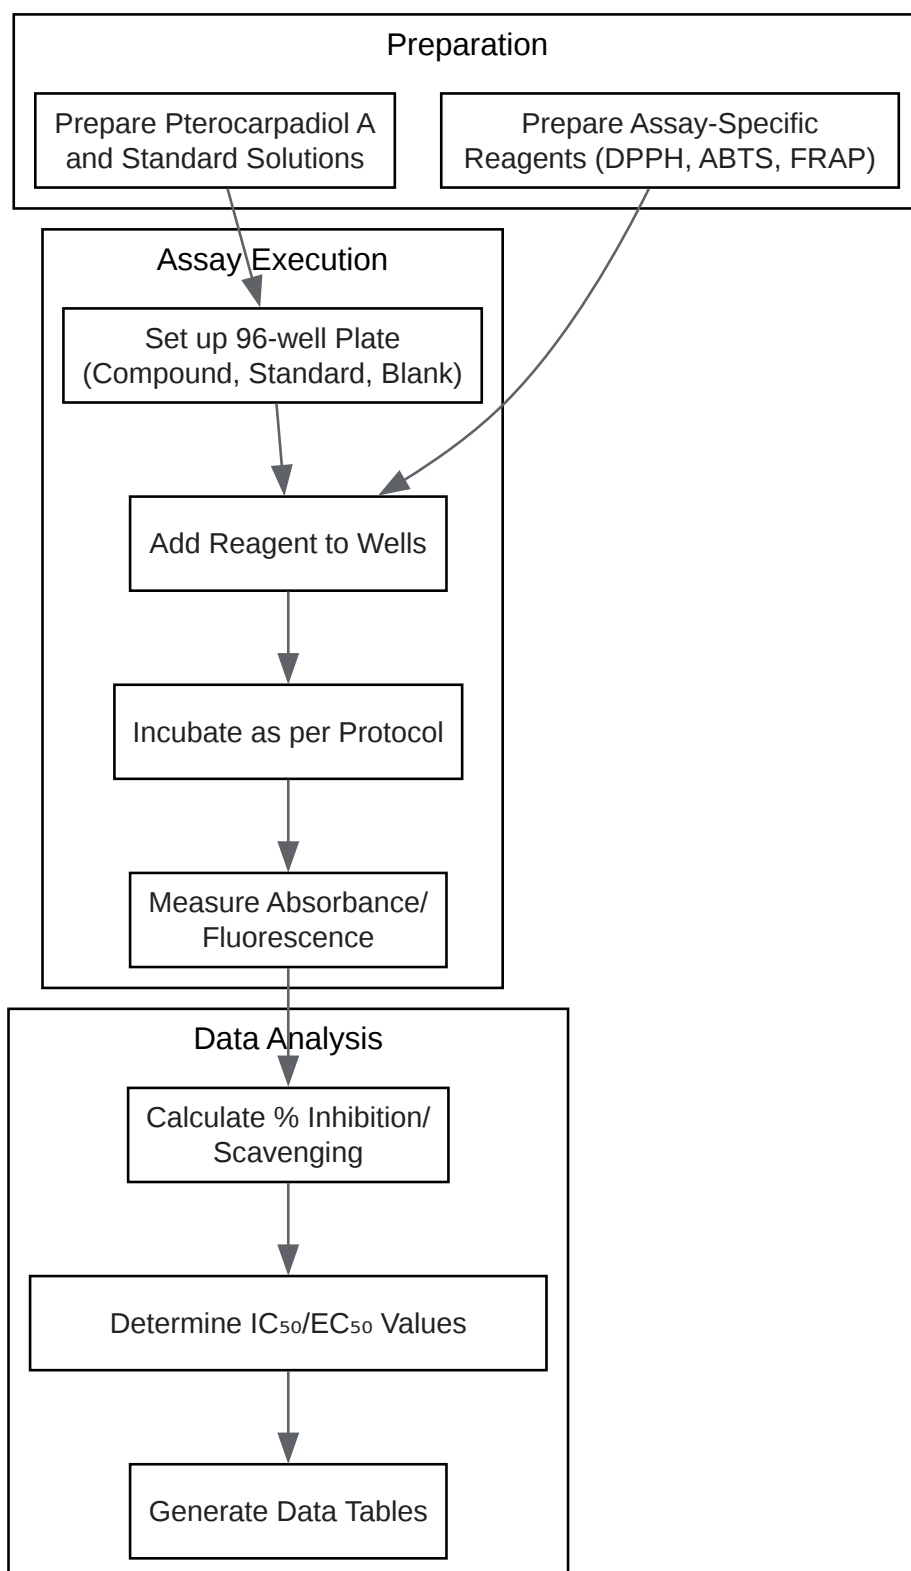 Preparation
Prepare Pterocarpadiol A
and Standard Solutions
Prepare Assay-Specific
Reagents (DPPH, ABTS, FRAP)
Assay Execution
Set up 96-well Plate
(Compound, Standard, Blank)
Add Reagent to Wells
Incubate as per Protocol
Measure Absorbance/
Fluorescence
Data Analysis
Calculate % Inhibition/
Scavenging
Determine IC₅₀/EC₅₀ Values
Generate Data Tables